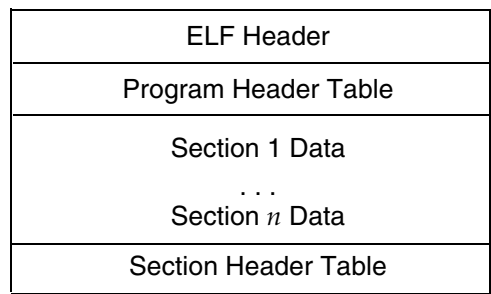 ELF Header
Program Header Table
Section 1 Data
. . .
Section n Data
Section Header Table